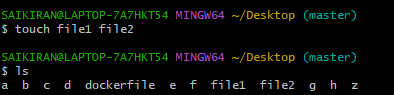 SAIKIRAN@LAPTOP-7A7HKT54 MINGW64 ~/Desktop (master)
$ touch file1 file2
SAIKIRAN@LAPTOP-7A7HKT54 MINGW64 ~/Desktop (master)
$ ls
a  b  c  d  dockerfile  e  f  file1  file2  g  h  z